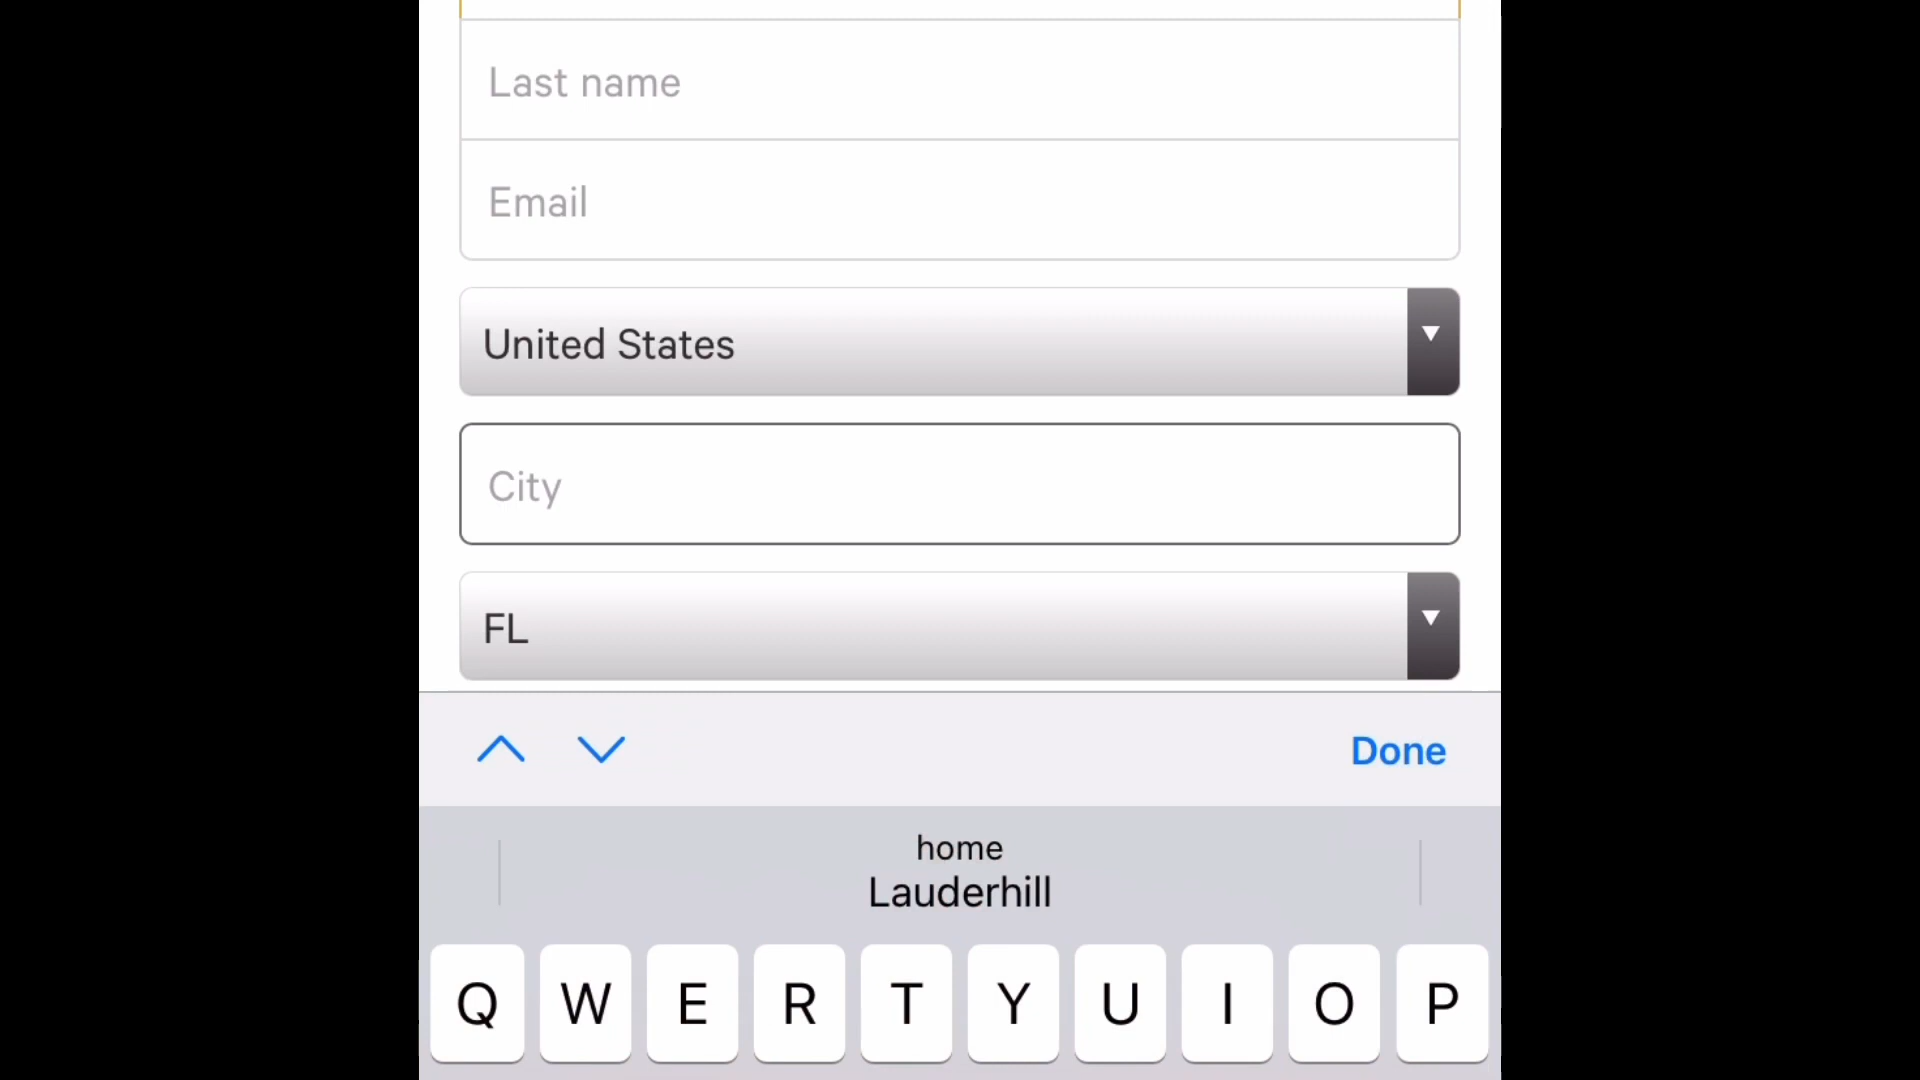 Last name
Email
United States
City
FL
Done
home
Lauderhill
Q W E R T Y U I O P